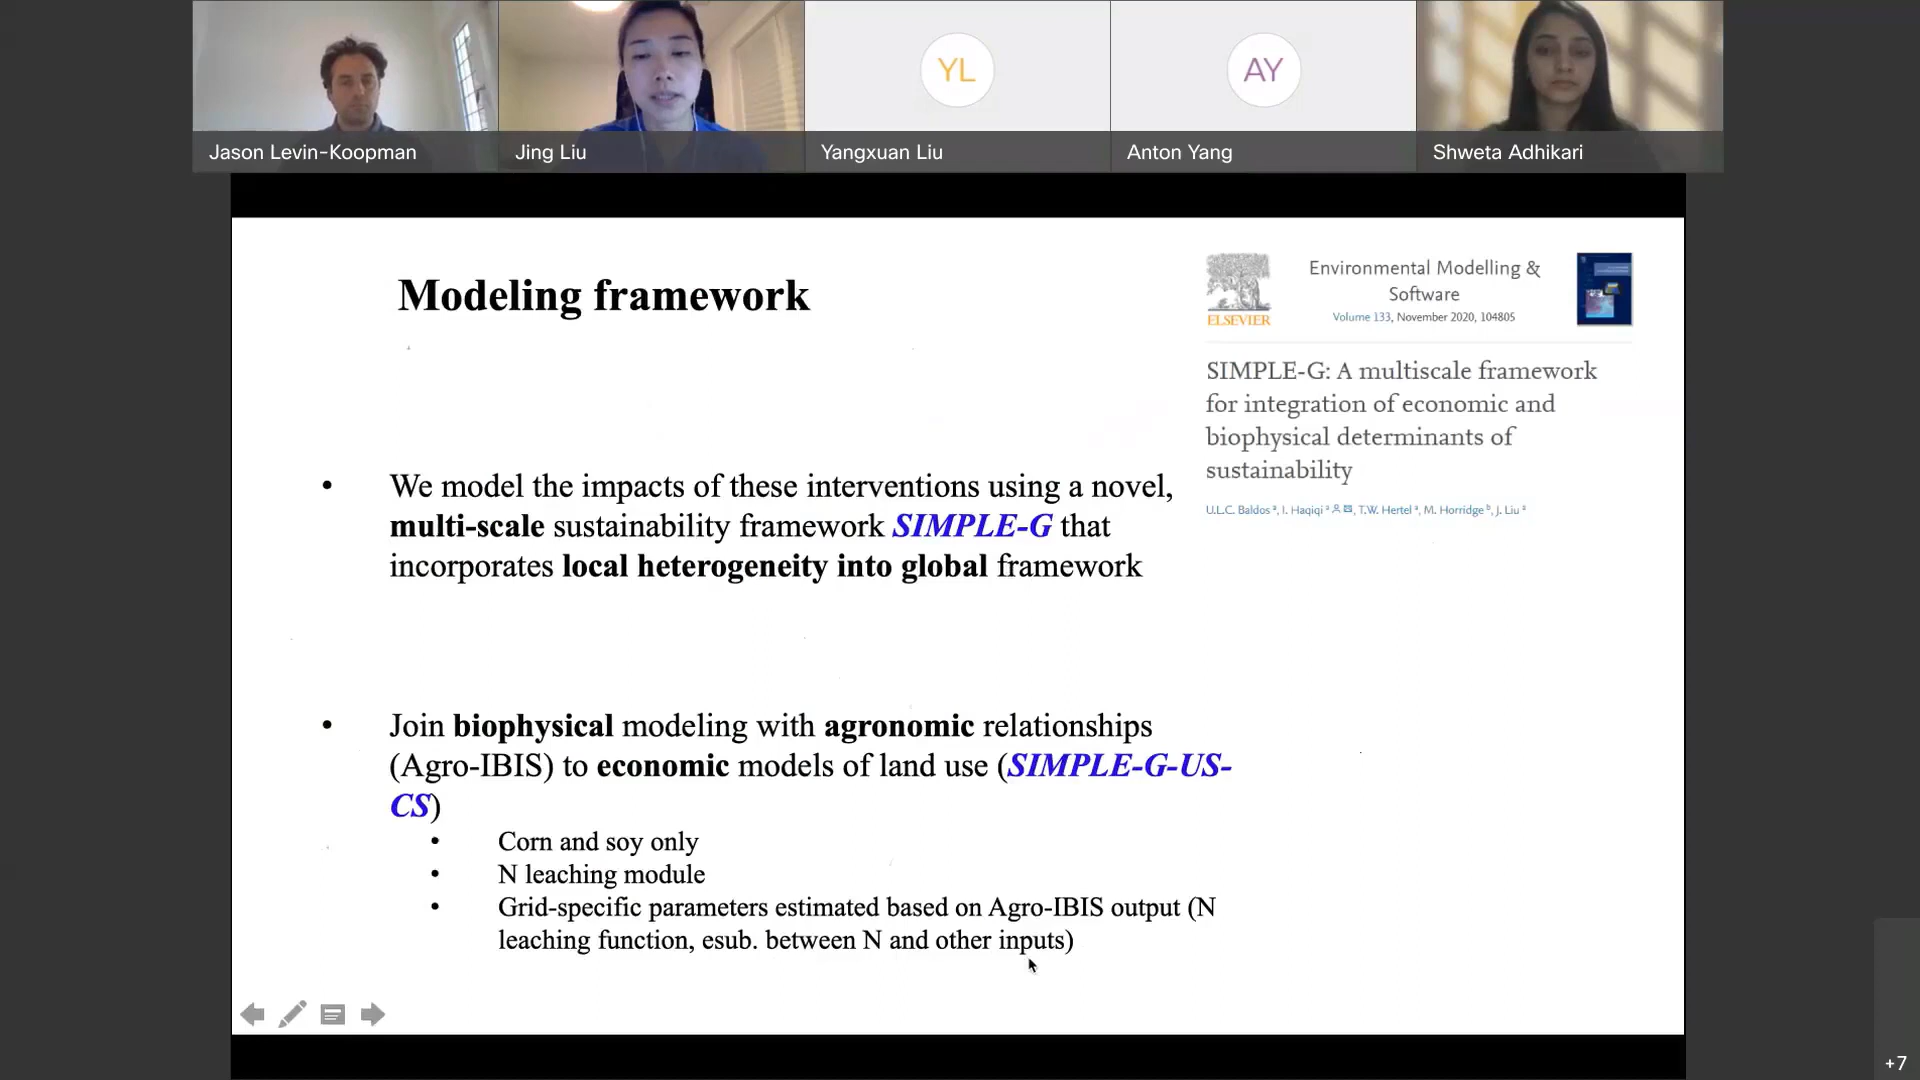 YL
AY
Jason Levin-Koopman
Jing Liu
Yangxuan Liu
Anton Yang
Shweta Adhikari
Modeling framework
ELSEVIER
Environmental Modelling &
Software
Volume 133, November 2020, 104805
SIMPLE-G: A multiscale framework
for integration of economic and
biophysical determinants of
sustainability
U.L.C. Baldos a, I. Haqiqi a, T.W. Hertel a, M. Horridge b, J. Liu a
• We model the impacts of these interventions using a novel,
multi-scale sustainability framework SIMPLE-G that
incorporates local heterogeneity into global framework
• Join biophysical modeling with agronomic relationships
(Agro-IBIS) to economic models of land use (SIMPLE-G-US-
CS)
• Corn and soy only
• N leaching module
• Grid-specific parameters estimated based on Agro-IBIS output (N
leaching function, esub. between N and other inputs)
+7